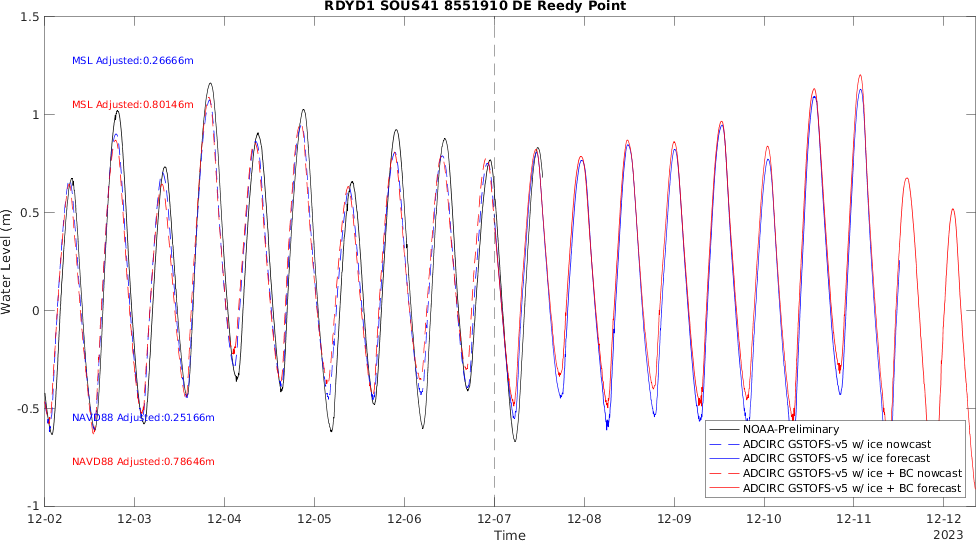 RDYD1 SOUS41 8551910 DE Reedy Point
1.5
MSL Adjusted:0.26666m
MSL Adjusted:0.80146m
1
0.5
Water Level (m)
0
-0.5
NAVD88 Adjusted:0.25166m
NAVD88 Adjusted:0.78646m
-1
NOAA-Preliminary
ADCIRC GSTOFS-v5 w/ ice nowcast
ADCIRC GSTOFS-v5 w/ ice forecast
ADCIRC GSTOFS-v5 w/ ice + BC nowcast
ADCIRC GSTOFS-v5 w/ ice + BC forecast
12-02 12-03 12-04 12-05 12-06 12-07 12-08 12-09 12-10 12-11 12-12
Time 2023